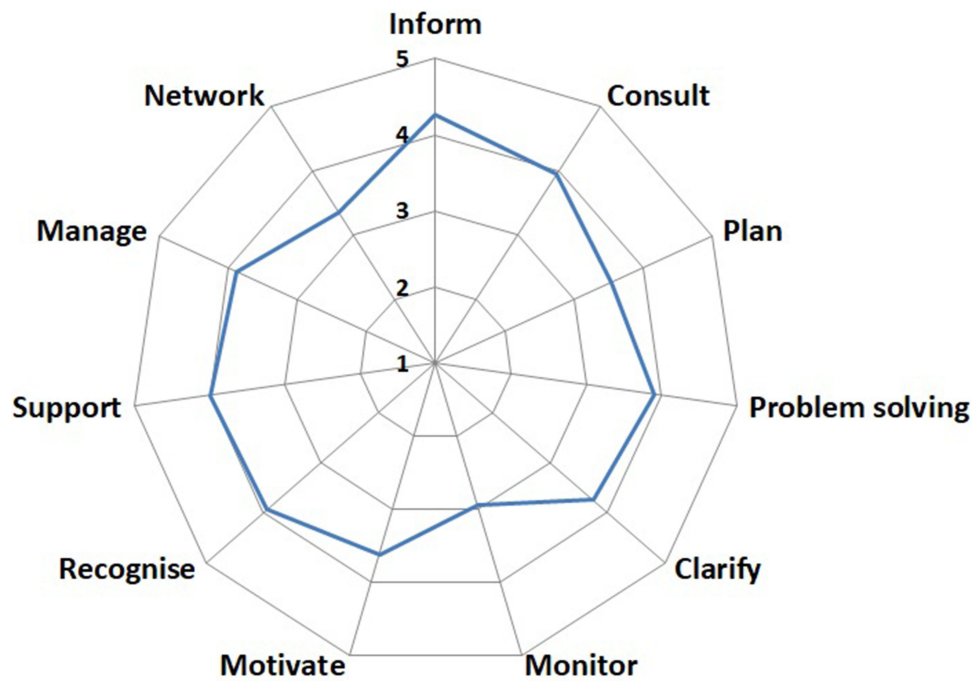 Inform
5
Network
Consult
4
3
Manage
Plan
2
1
Support
Problem solving
Recognise
Clarify
Motivate
Monitor